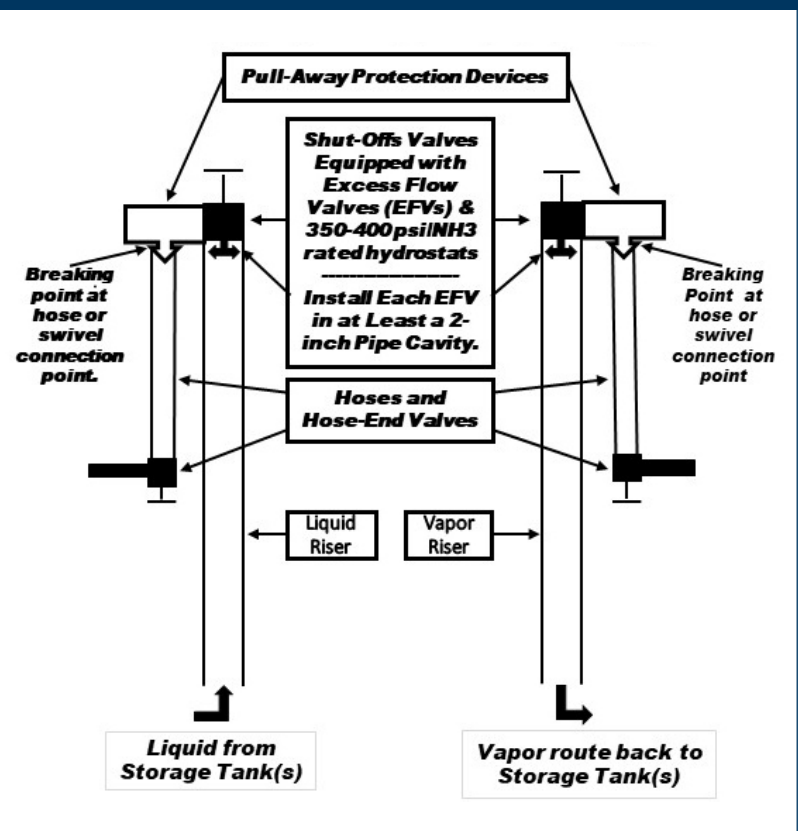 Pull-Away Protection Devices
Shut-Offs Valves
Equipped with
Excess Flow
Valves (EFVs) &
350-400psi/NH3
rated hydrostats
-----------------------
Install Each EFV
in at Least a 2-
inch Pipe Cavity.
Breaking
point at
hose or
swivel
connection
point.
Breaking
Point at
hose or
swivel
connection
point
Hoses and
Hose-End Valves
Liquid
Riser
Vapor
Riser
Liquid from
Storage Tank(s)
Vapor route back to
Storage Tank(s)